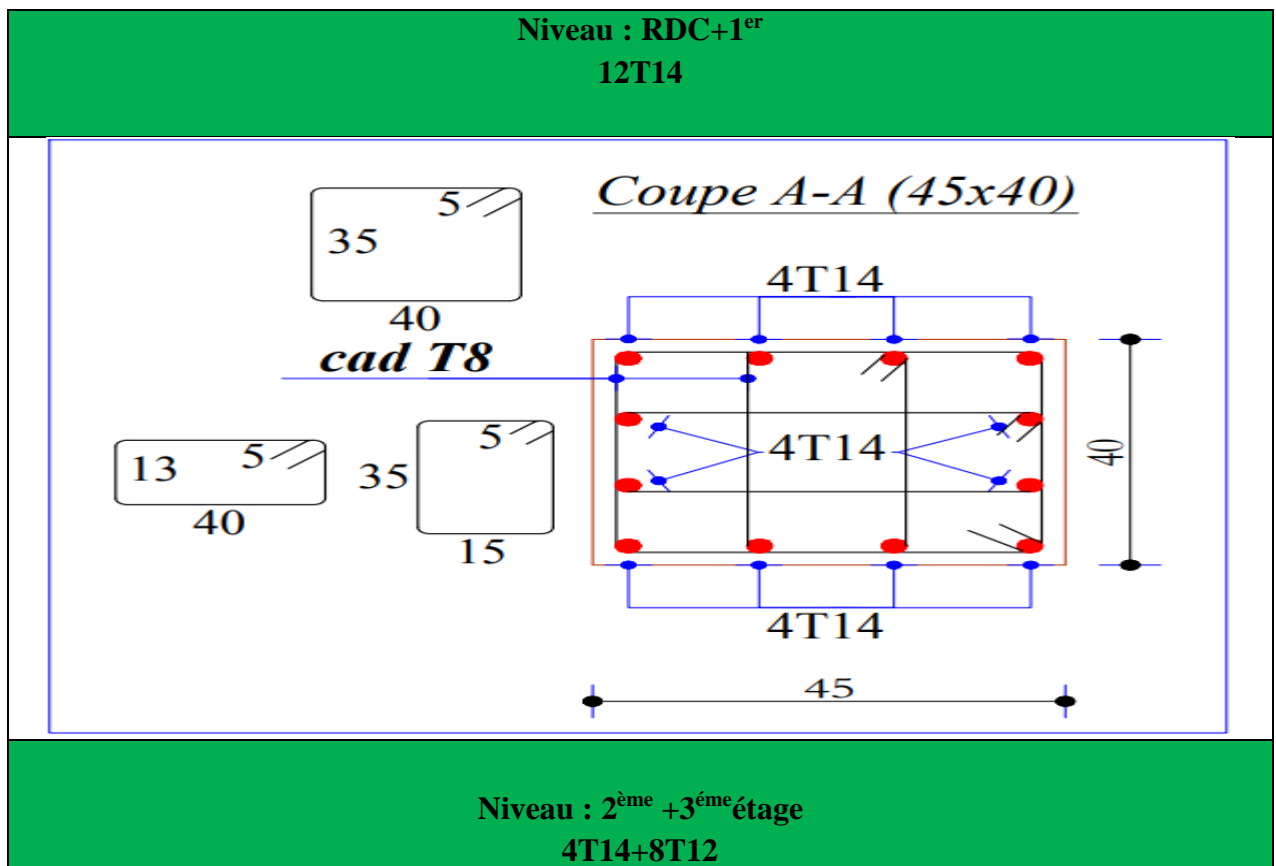 Niveau : RDC+1er
12T14
Coupe A-A (45x40)
5
35
40
4T14
cad T8
13
5
40
5
35
15
4T14
40
4T14
45
Niveau : 2ème +3éme étage
4T14+8T12